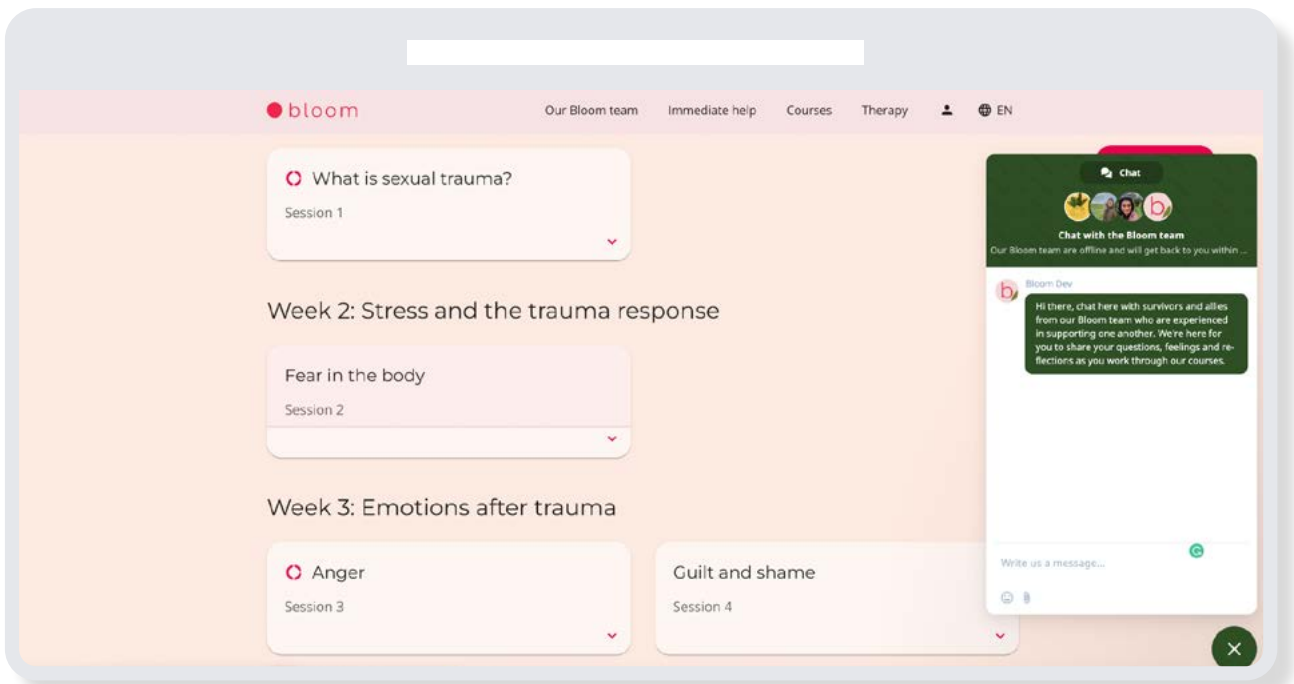 bloom
Our Bloom team Immediate help Courses Therapy EN
What is sexual trauma?
Session 1
Week 2: Stress and the trauma response
Fear in the body
Session 2
Week 3: Emotions after trauma
Anger
Session 3
Guilt and shame
Session 4
Chat
b
Chat with the Bloom team
Our Bloom team are offline and will get back to you within ...
b
Bloom Dev
Hi there, chat here with survivors and allies
from our Bloom team who are experienced
in supporting one another. We're here for
you to share your questions, feelings and re-
flections as you work through our courses.
Write us a message...